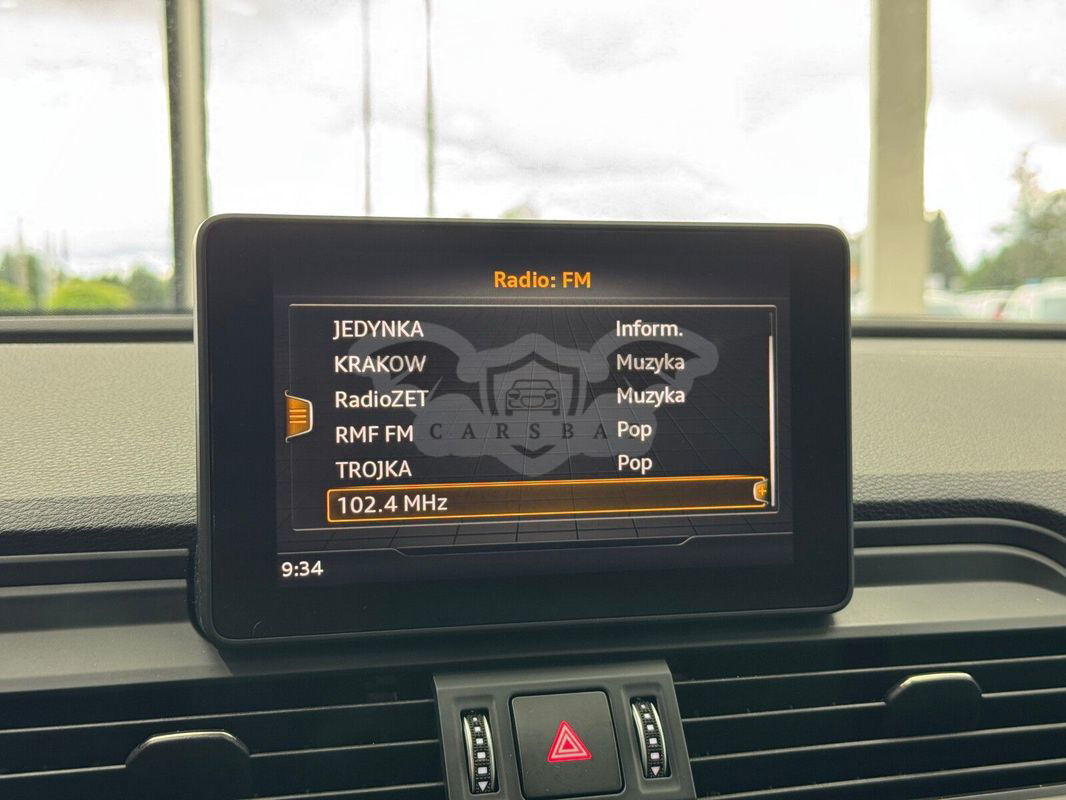 Radio: FM
JEDYNKA Inform.
KRAKOW Muzyka
RadioZET Muzyka
RMF FM Pop
TROJKA Pop
102.4 MHz
9:34